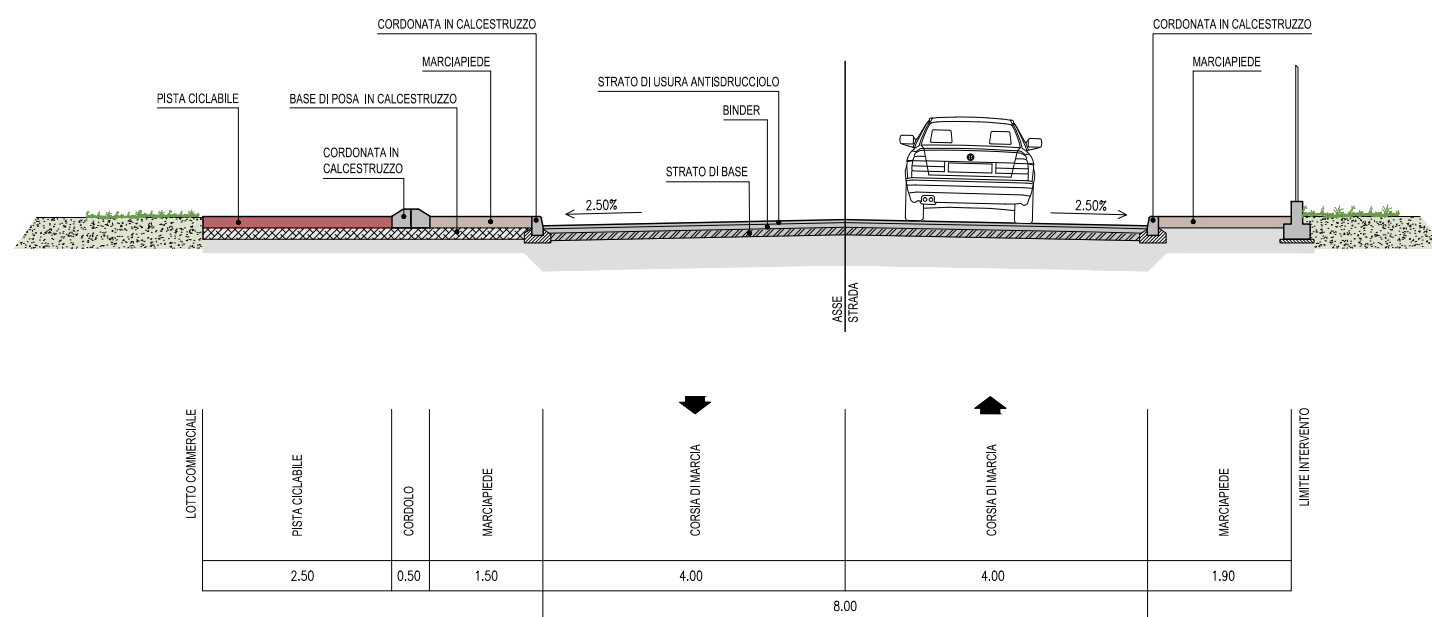 CORDONATA IN CALCESTRUZZO
CORDONATA IN CALCESTRUZZO
MARCIAPIEDE
MARCIAPIEDE
STRATO DI USURA ANTISDRUCCIOLO
PISTA CICLABILE
BASE DI POSA IN CALCESTRUZZO
BINDER
CORDONATA IN
CALCESTRUZZO
STRATO DI BASE
2.50%
2.50%
ASSE
STRADA
LOTTO COMMERCIALE
PISTA CICLABILE
CORDOLO
MARCIAPIEDE
CORSIA DI MARCIA
CORSIA DI MARCIA
MARCIAPIEDE
LIMITE INTERVENTO
2.50
0.50
1.50
4.00
4.00
1.90
8.00